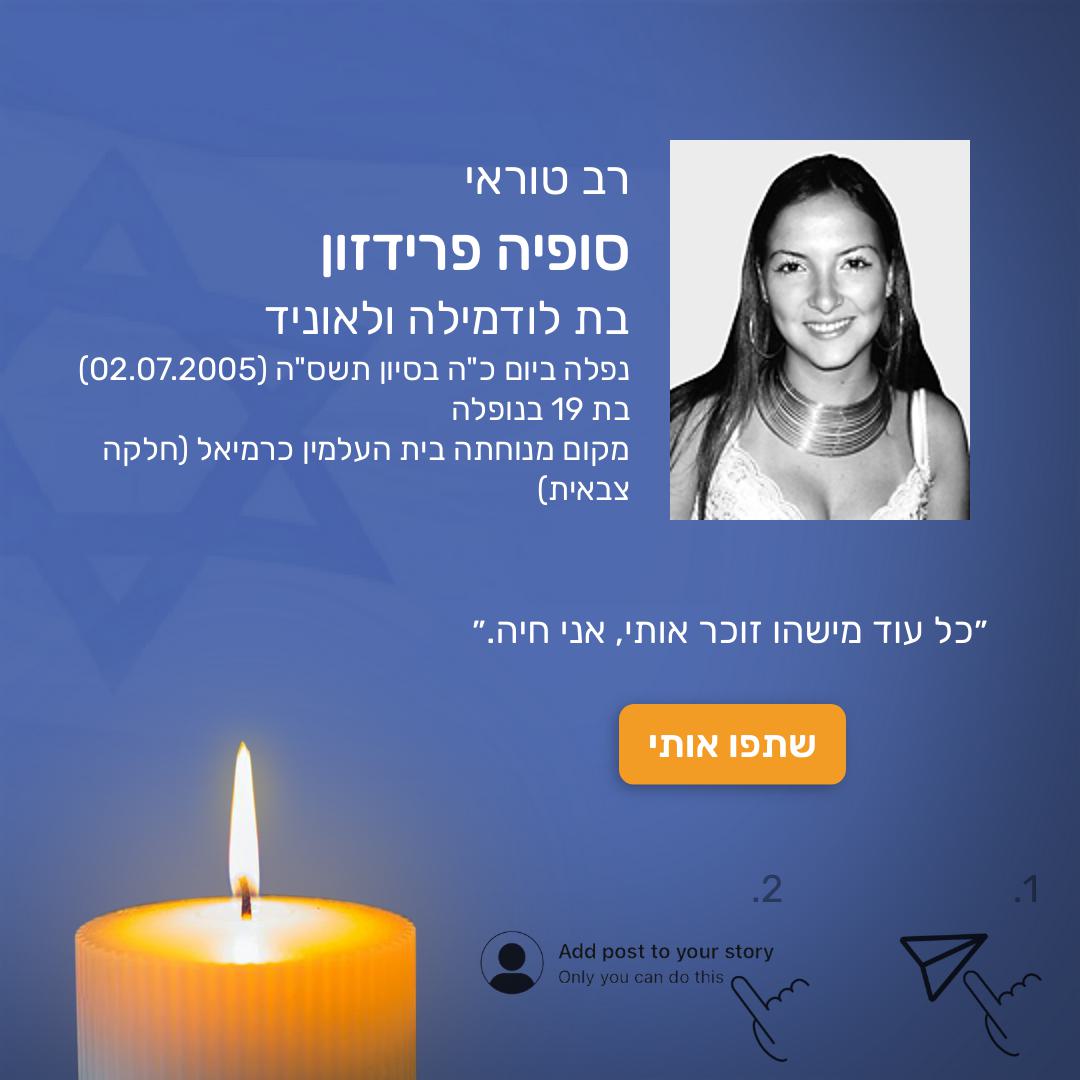 רב טוראי
סופיה פרידזון
בת לודמילה ולאוניד
נפלה ביום כ"ה בסיון תשס"ה (02.07.2005)
בת 19 בנופלה
מקום מנוחתה בית העלמין כרמיאל (חלקה
צבאית)
״כל עוד מישהו זוכר אותי, אני חיה.״
שתפו אותי
.1
.2
Add post to your story
Only you can do this